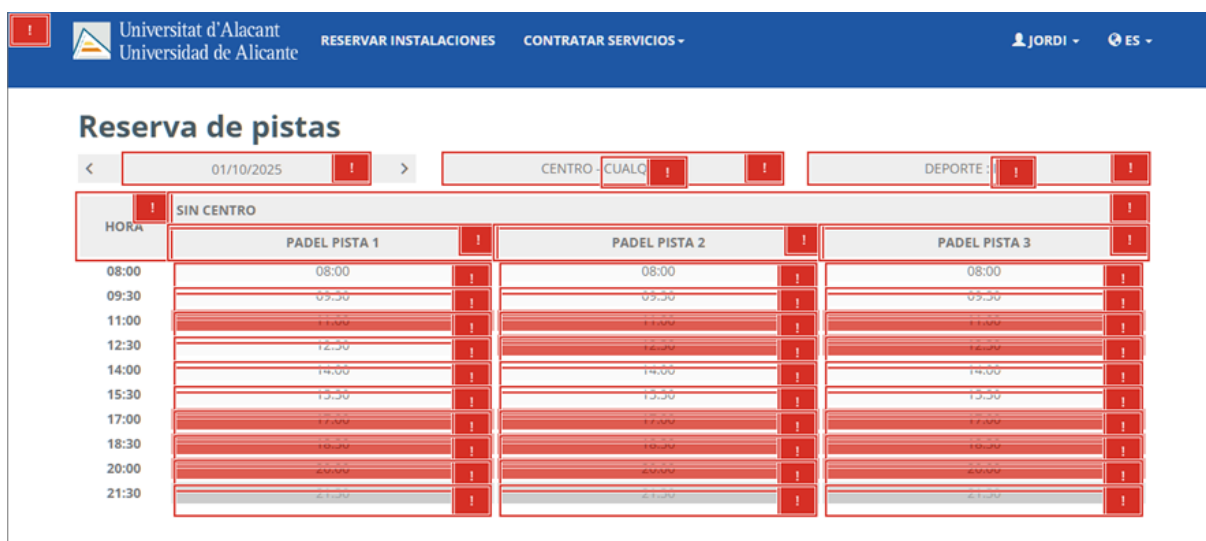 !
Universitat d'Alacant
Universidad de Alicante
RESERVAR INSTALACIONES
CONTRATAR SERVICIOS
JORDI
ES
Reserva de pistas
< 01/10/2025 ! >
CENTRO - CUALQ ! !
DEPORTE : ! !
HORA !
SIN CENTRO !
PADEL PISTA 1 ! PADEL PISTA 2 ! PADEL PISTA 3 !
08:00 08:00 ! 08:00 ! 08:00 !
09:30 09:30 ! 09:30 ! 09:30 !
11:00 11:00 ! 11:00 ! 11:00 !
12:30 12:30 ! 12:30 ! 12:30 !
14:00 14:00 ! 14:00 ! 14:00 !
15:30 15:30 ! 15:30 ! 15:30 !
17:00 17:00 ! 17:00 ! 17:00 !
18:30 18:30 ! 18:30 ! 18:30 !
20:00 20:00 ! 20:00 ! 20:00 !
21:30 21:30 ! 21:30 ! 21:30 !